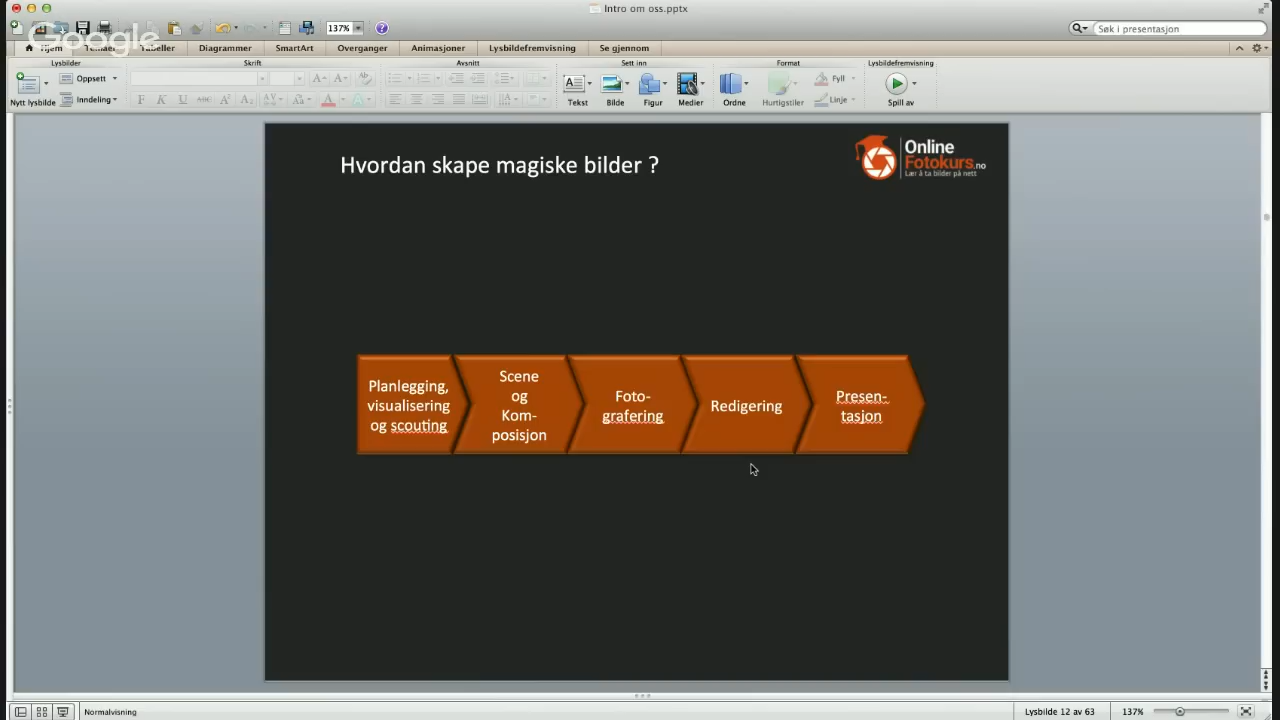 Intro om oss.pptx
137%
Søk i presentasjon
Google
Hjem
Temaer
Tabeller
Diagrammer
SmartArt
Overganger
Animasjoner
Lysbildefremvisning
Se gjennom
Lysbilder
Skrift
Avsnitt
Sett inn
Format
Lysbildefremvisning
Nytt lysbilde
Oppsett
Inndeling
Tekst
Bilde
Figur
Medier
Ordne
Hurtigstiler
Fyll
Linje
Spill av
Hvordan skape magiske bilder ?
Online
Fotokurs.no
Lær å ta bilder på nett
Planlegging,
visualisering
og scouting
Scene
og
Kom-
posisjon
Foto-
grafering
Redigering
Presen-
tasjon
Normalvisning
Lysbilde 12 av 63
137%